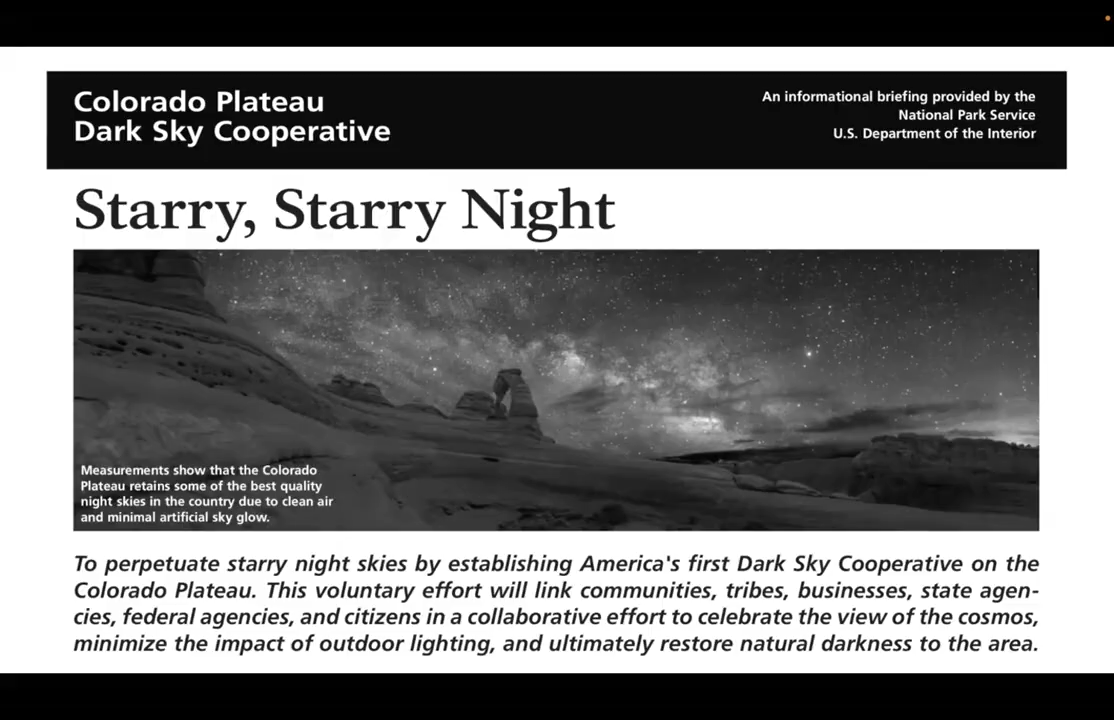 Colorado Plateau
Dark Sky Cooperative
An informational briefing provided by the
National Park Service
U.S. Department of the Interior
Starry, Starry Night
Measurements show that the Colorado
Plateau retains some of the best quality
night skies in the country due to clean air
and minimal artificial sky glow.
To perpetuate starry night skies by establishing America's first Dark Sky Cooperative on the
Colorado Plateau. This voluntary effort will link communities, tribes, businesses, state agen-
cies, federal agencies, and citizens in a collaborative effort to celebrate the view of the cosmos,
minimize the impact of outdoor lighting, and ultimately restore natural darkness to the area.